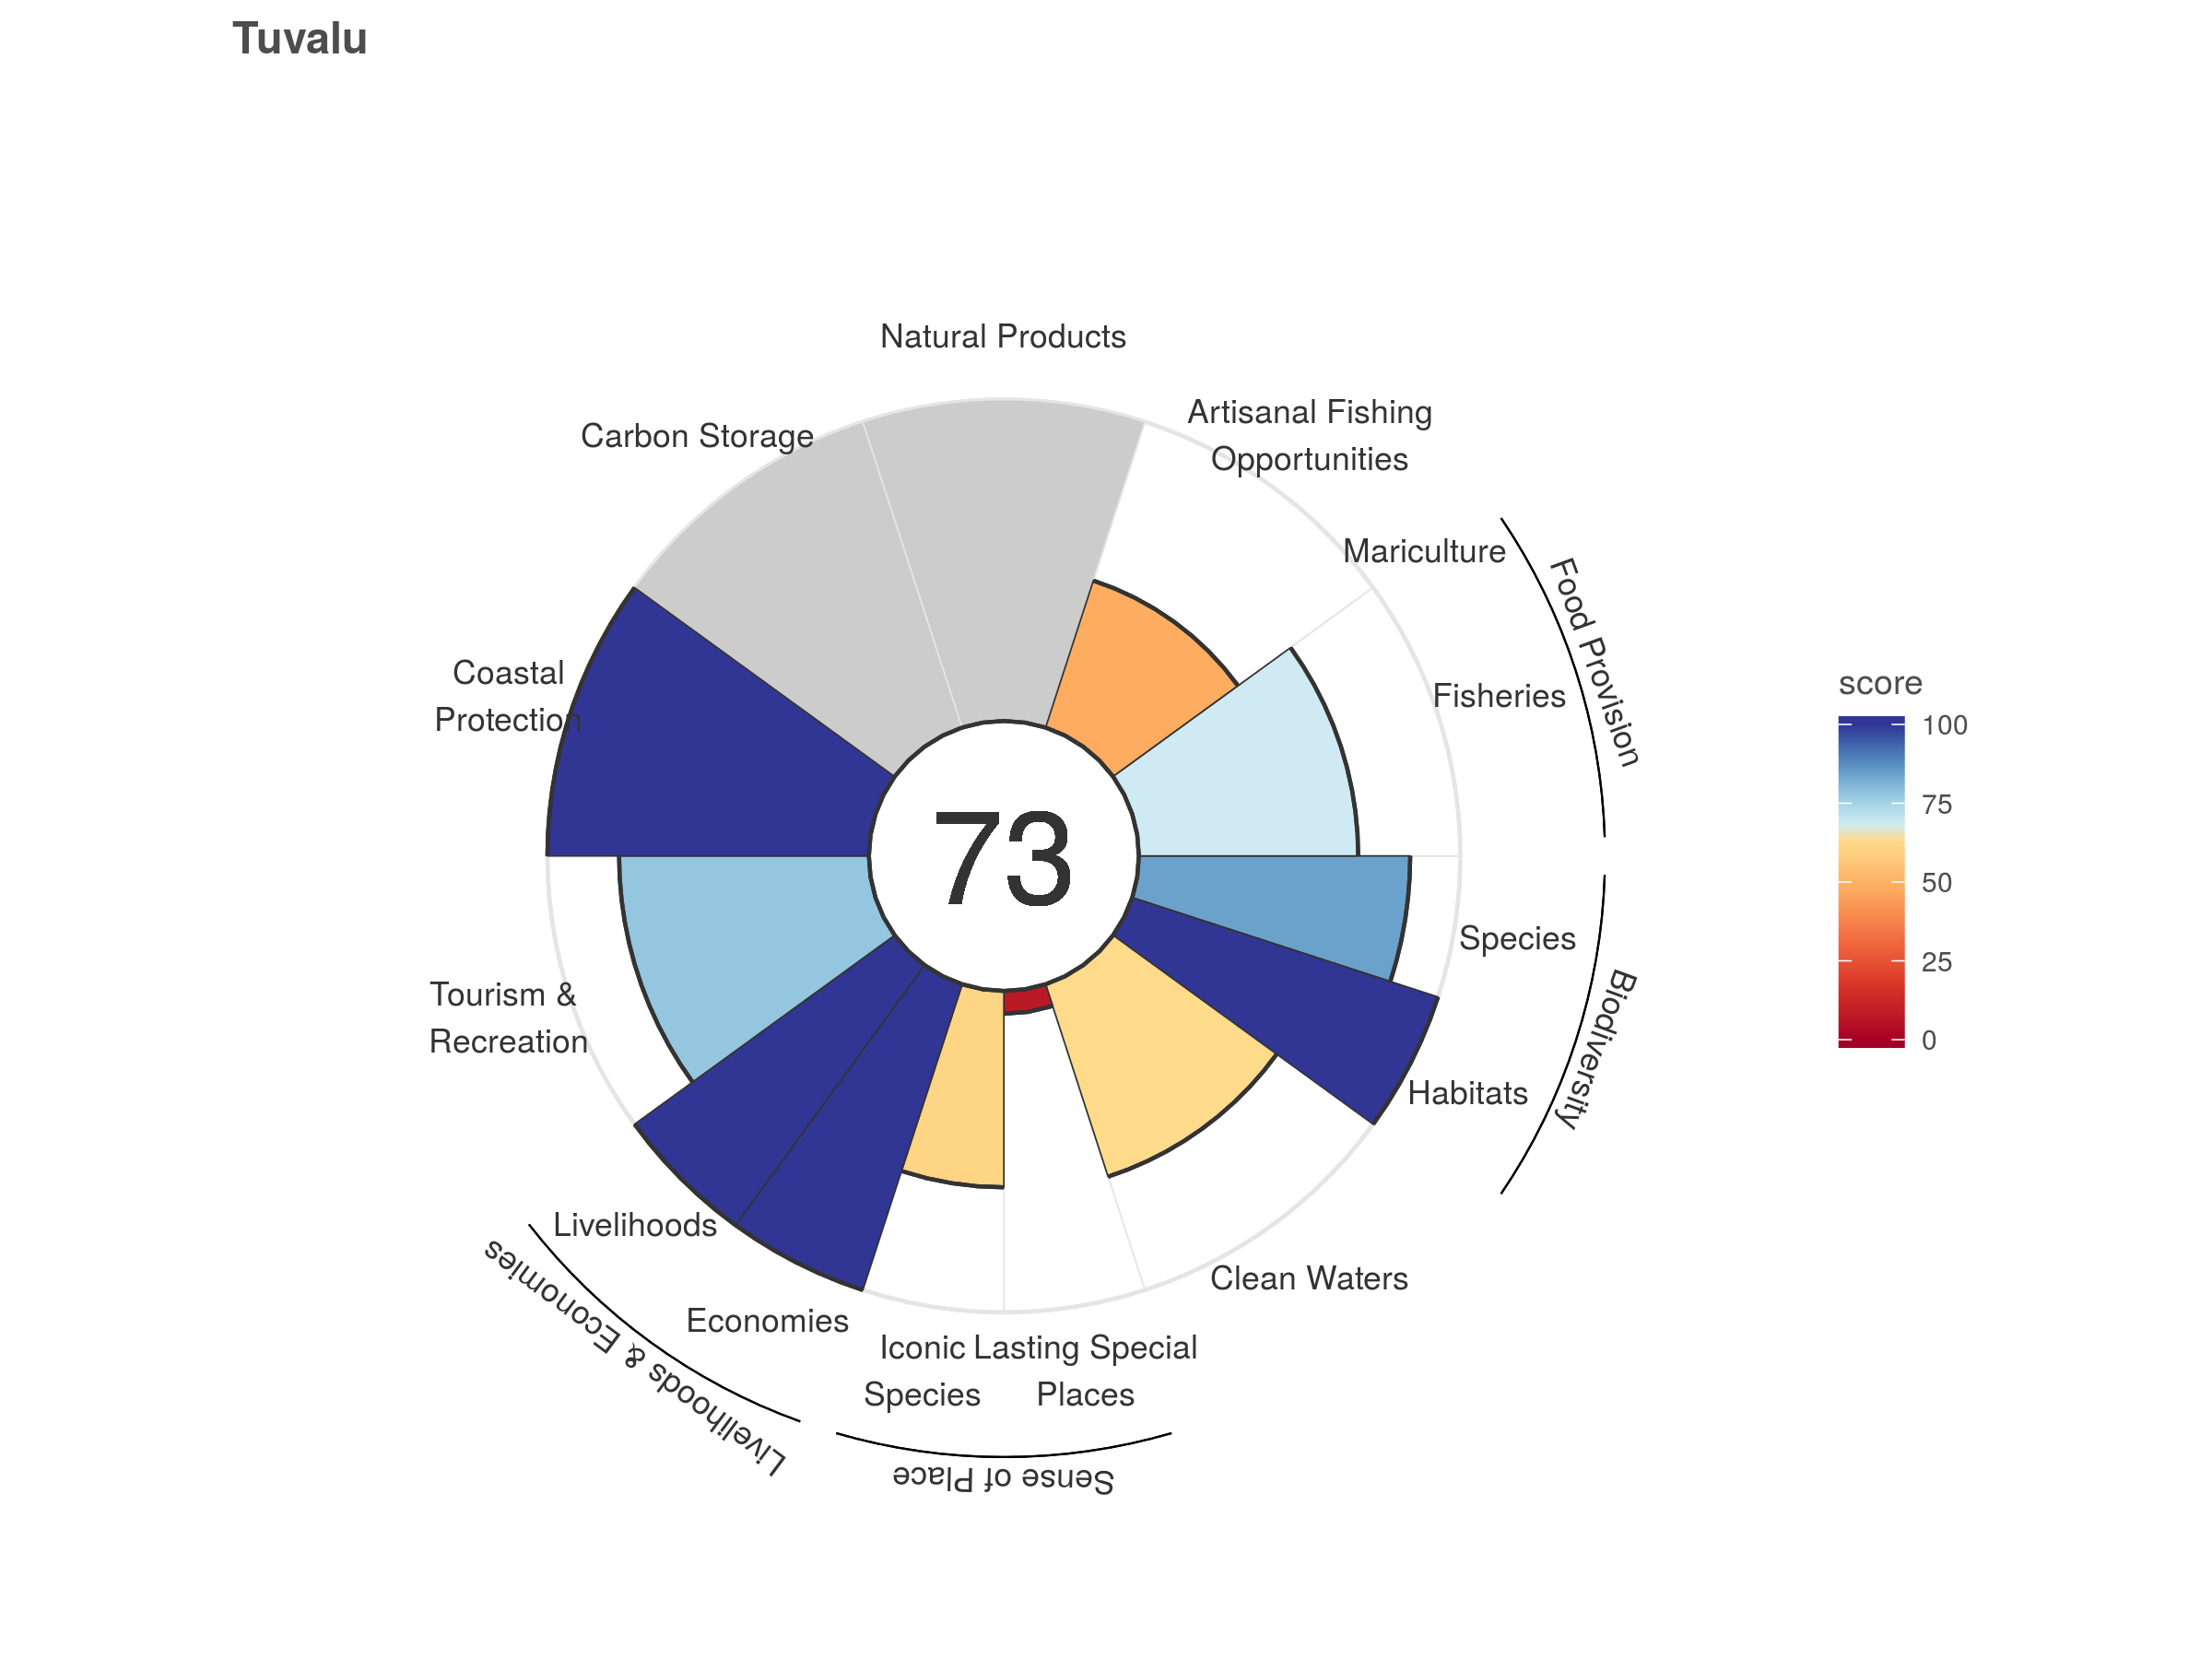 Tuvalu
Natural Products
Artisanal Fishing
Opportunities
Carbon Storage
Mariculture
Food Provision
Coastal
Protection
Fisheries
73
Species
Biodiversity
Tourism &
Recreation
Habitats
Livelihoods
Clean Waters
Livelihoods & Economies
Economies
Iconic
Species
Lasting Special
Places
Sense of Place
score
100
75
50
25
0